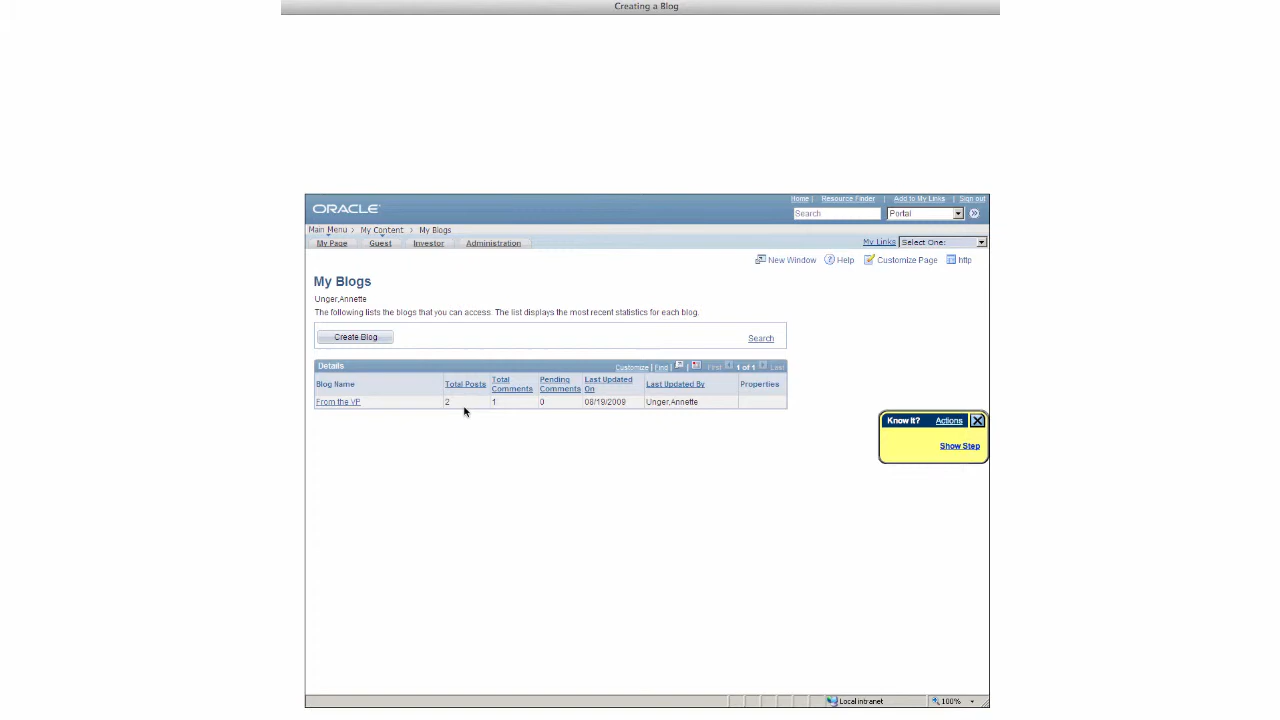 Creating a Blog
ORACLE
Home | Resource Finder | Add to My Links | Sign out
Search Portal
Main Menu > My Content > My Blogs
My Page Guest Investor Administration My Links Select One:
New Window Help Customize Page http
My Blogs
Unger,Annette
The following lists the blogs that you can access. The list displays the most recent statistics for each blog.
Create Blog Search
Details Customize | Find | First 1 of 1 Last
Blog Name Total Posts Total Comments Pending Comments Last Updated On Last Updated By Properties
From the VP 2 1 0 08/19/2009 Unger,Annette
Know It? Actions
Show Step
Local intranet 100%